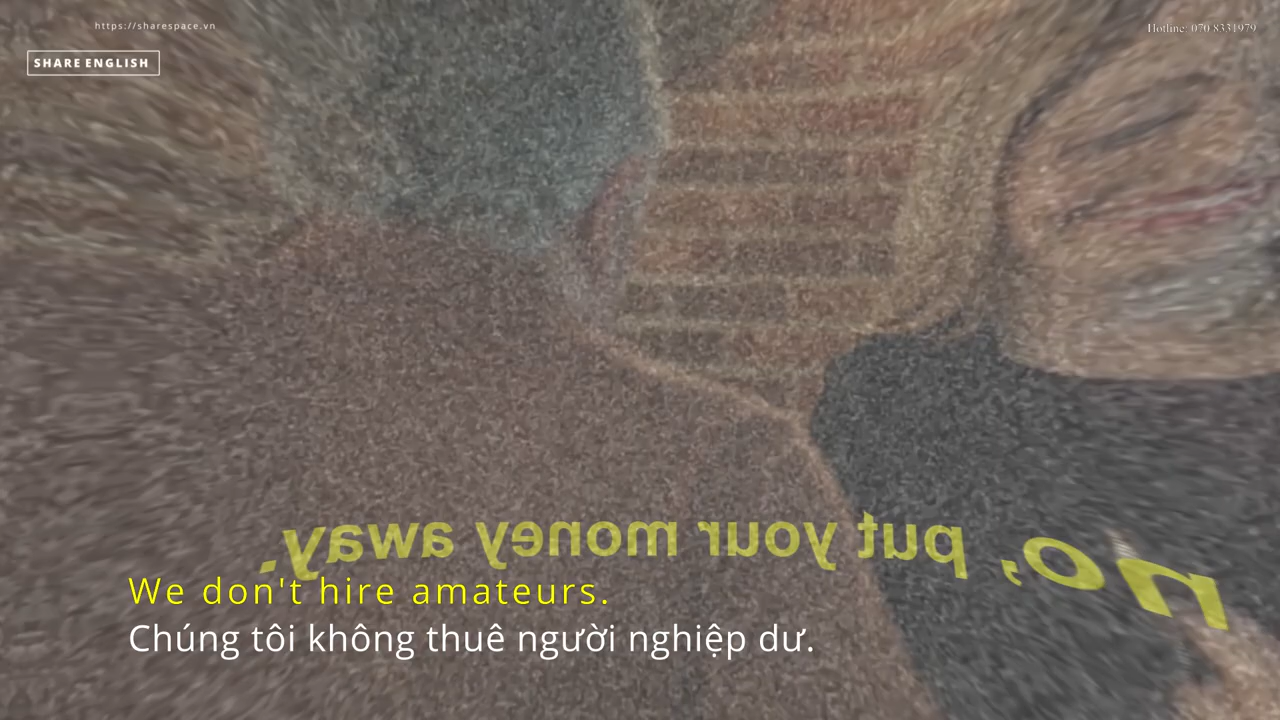 https://sharespace.vn
Hotline: 070 8331979
SHARE ENGLISH
no, put your money away.
We don't hire amateurs.
Chúng tôi không thuê người nghiệp dư.